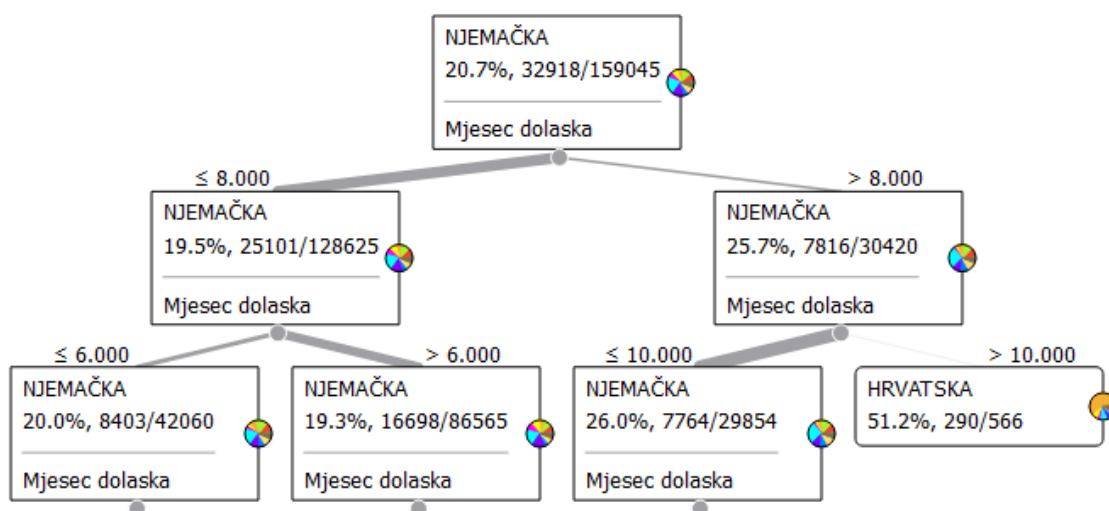 NJEMAČKA
20.7%, 32918/159045
Mjesec dolaska
≤ 8.000
> 8.000
NJEMAČKA
19.5%, 25101/128625
Mjesec dolaska
NJEMAČKA
25.7%, 7816/30420
Mjesec dolaska
≤ 6.000
> 6.000
≤ 10.000
> 10.000
NJEMAČKA
20.0%, 8403/42060
Mjesec dolaska
NJEMAČKA
19.3%, 16698/86565
Mjesec dolaska
NJEMAČKA
26.0%, 7764/29854
Mjesec dolaska
HRVATSKA
51.2%, 290/566